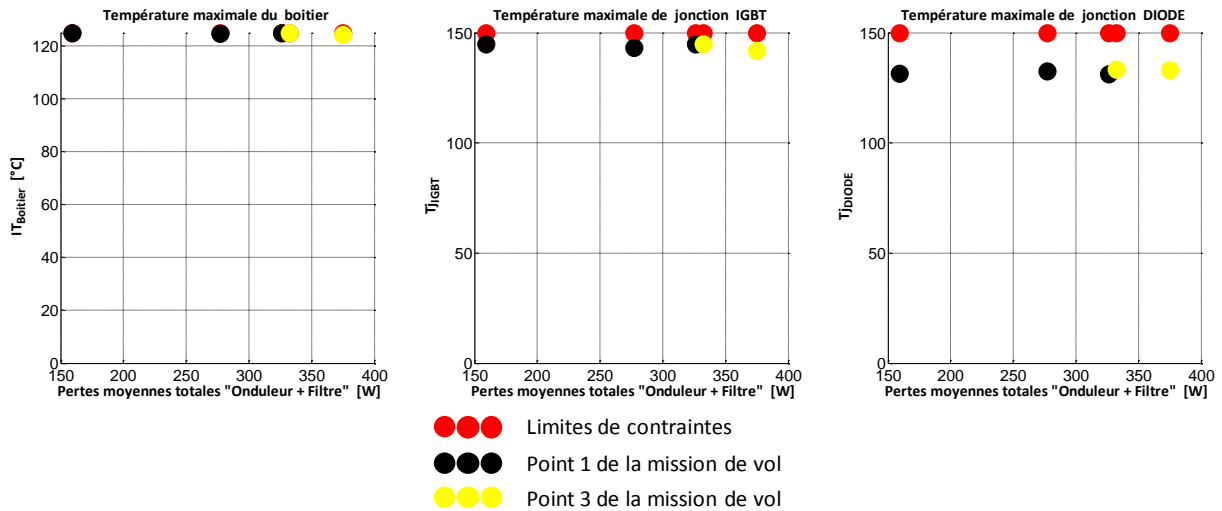 Température maximale du boitier
120
100
80
60
40
20
0
150 200 250 300 350 400
IT Boitier [°C]
Pertes moyennes totales "Onduleur + Filtre" [W]
Température maximale de jonction IGBT
150
100
50
0
150 200 250 300 350 400
TjIGBT
Pertes moyennes totales "Onduleur + Filtre" [W]
Température maximale de jonction DIODE
150
100
50
0
150 200 250 300 350 400
TjDIODE
Pertes moyennes totales "Onduleur + Filtre" [W]
Limites de contraintes
Point 1 de la mission de vol
Point 3 de la mission de vol